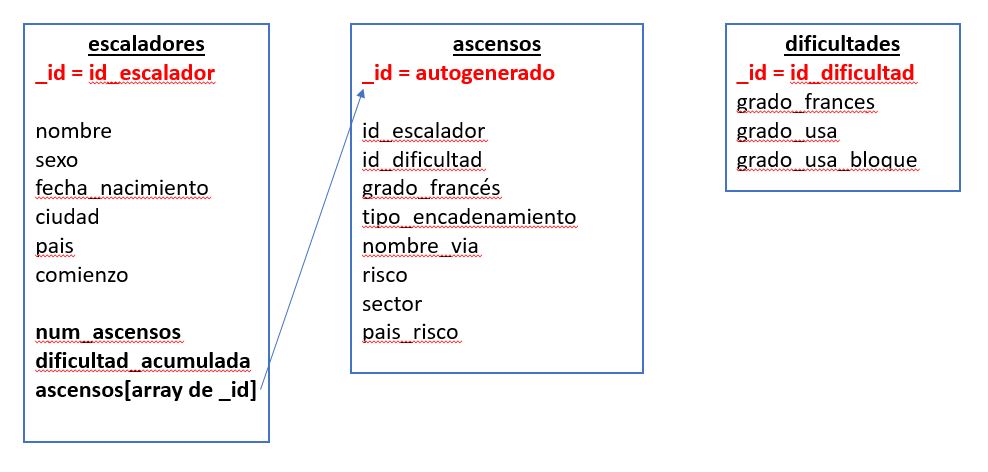 escaladores
_id = id_escalador
nombre
sexo
fecha_nacimiento
ciudad
pais
comienzo
num_ascensos
dificultad_acumulada
ascensos[array de _id]
ascensos
_id = autogenerado
id_escalador
id_dificultad
grado_francés
tipo_encadenamiento
nombre_via
risco
sector
pais_risco
dificultades
_id = id_dificultad
grado_frances
grado_usa
grado_usa_bloque